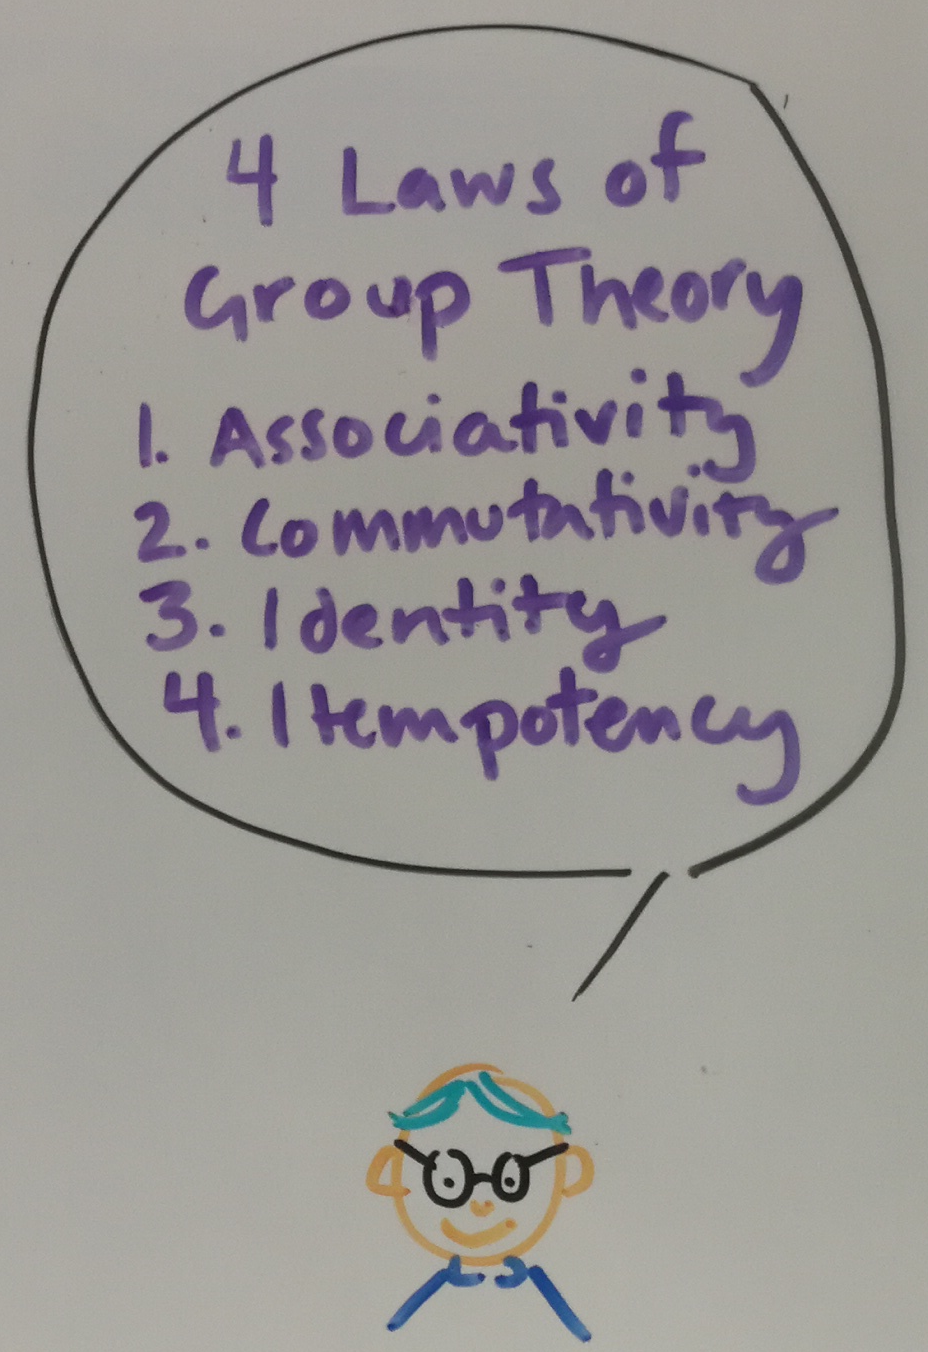 4 Laws of
Group Theory
1. Associativity
2. Commutativity
3. Identity
4. Itempotency